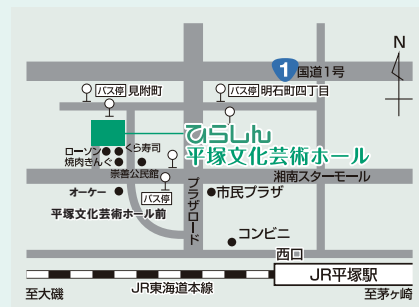 1 国道1号
N
バス停 見附町
バス停 明石町四丁目
ひらしん
平塚文化芸術ホール
ローソン
くら寿司
焼肉きんぐ
崇善公民館
湘南スターモール
オーケー
バス停
平塚文化芸術ホール前
プラザロード
市民プラザ
コンビニ
西口
JR平塚駅
至大磯
JR東海道本線
至茅ヶ崎